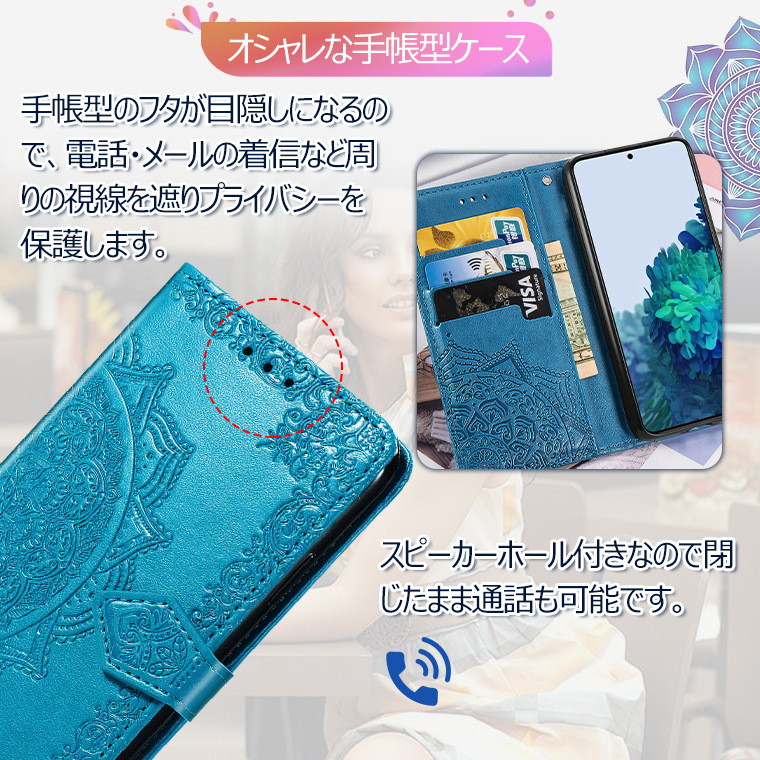 オシャレな手帳型ケース
手帳型のフタが目隠しになるの
で、電話・メールの着信など周
りの視線を遮りプライバシーを
保護します。
VISA
Signature
スピーカーホール付きなので閉
じたまま通話も可能です。